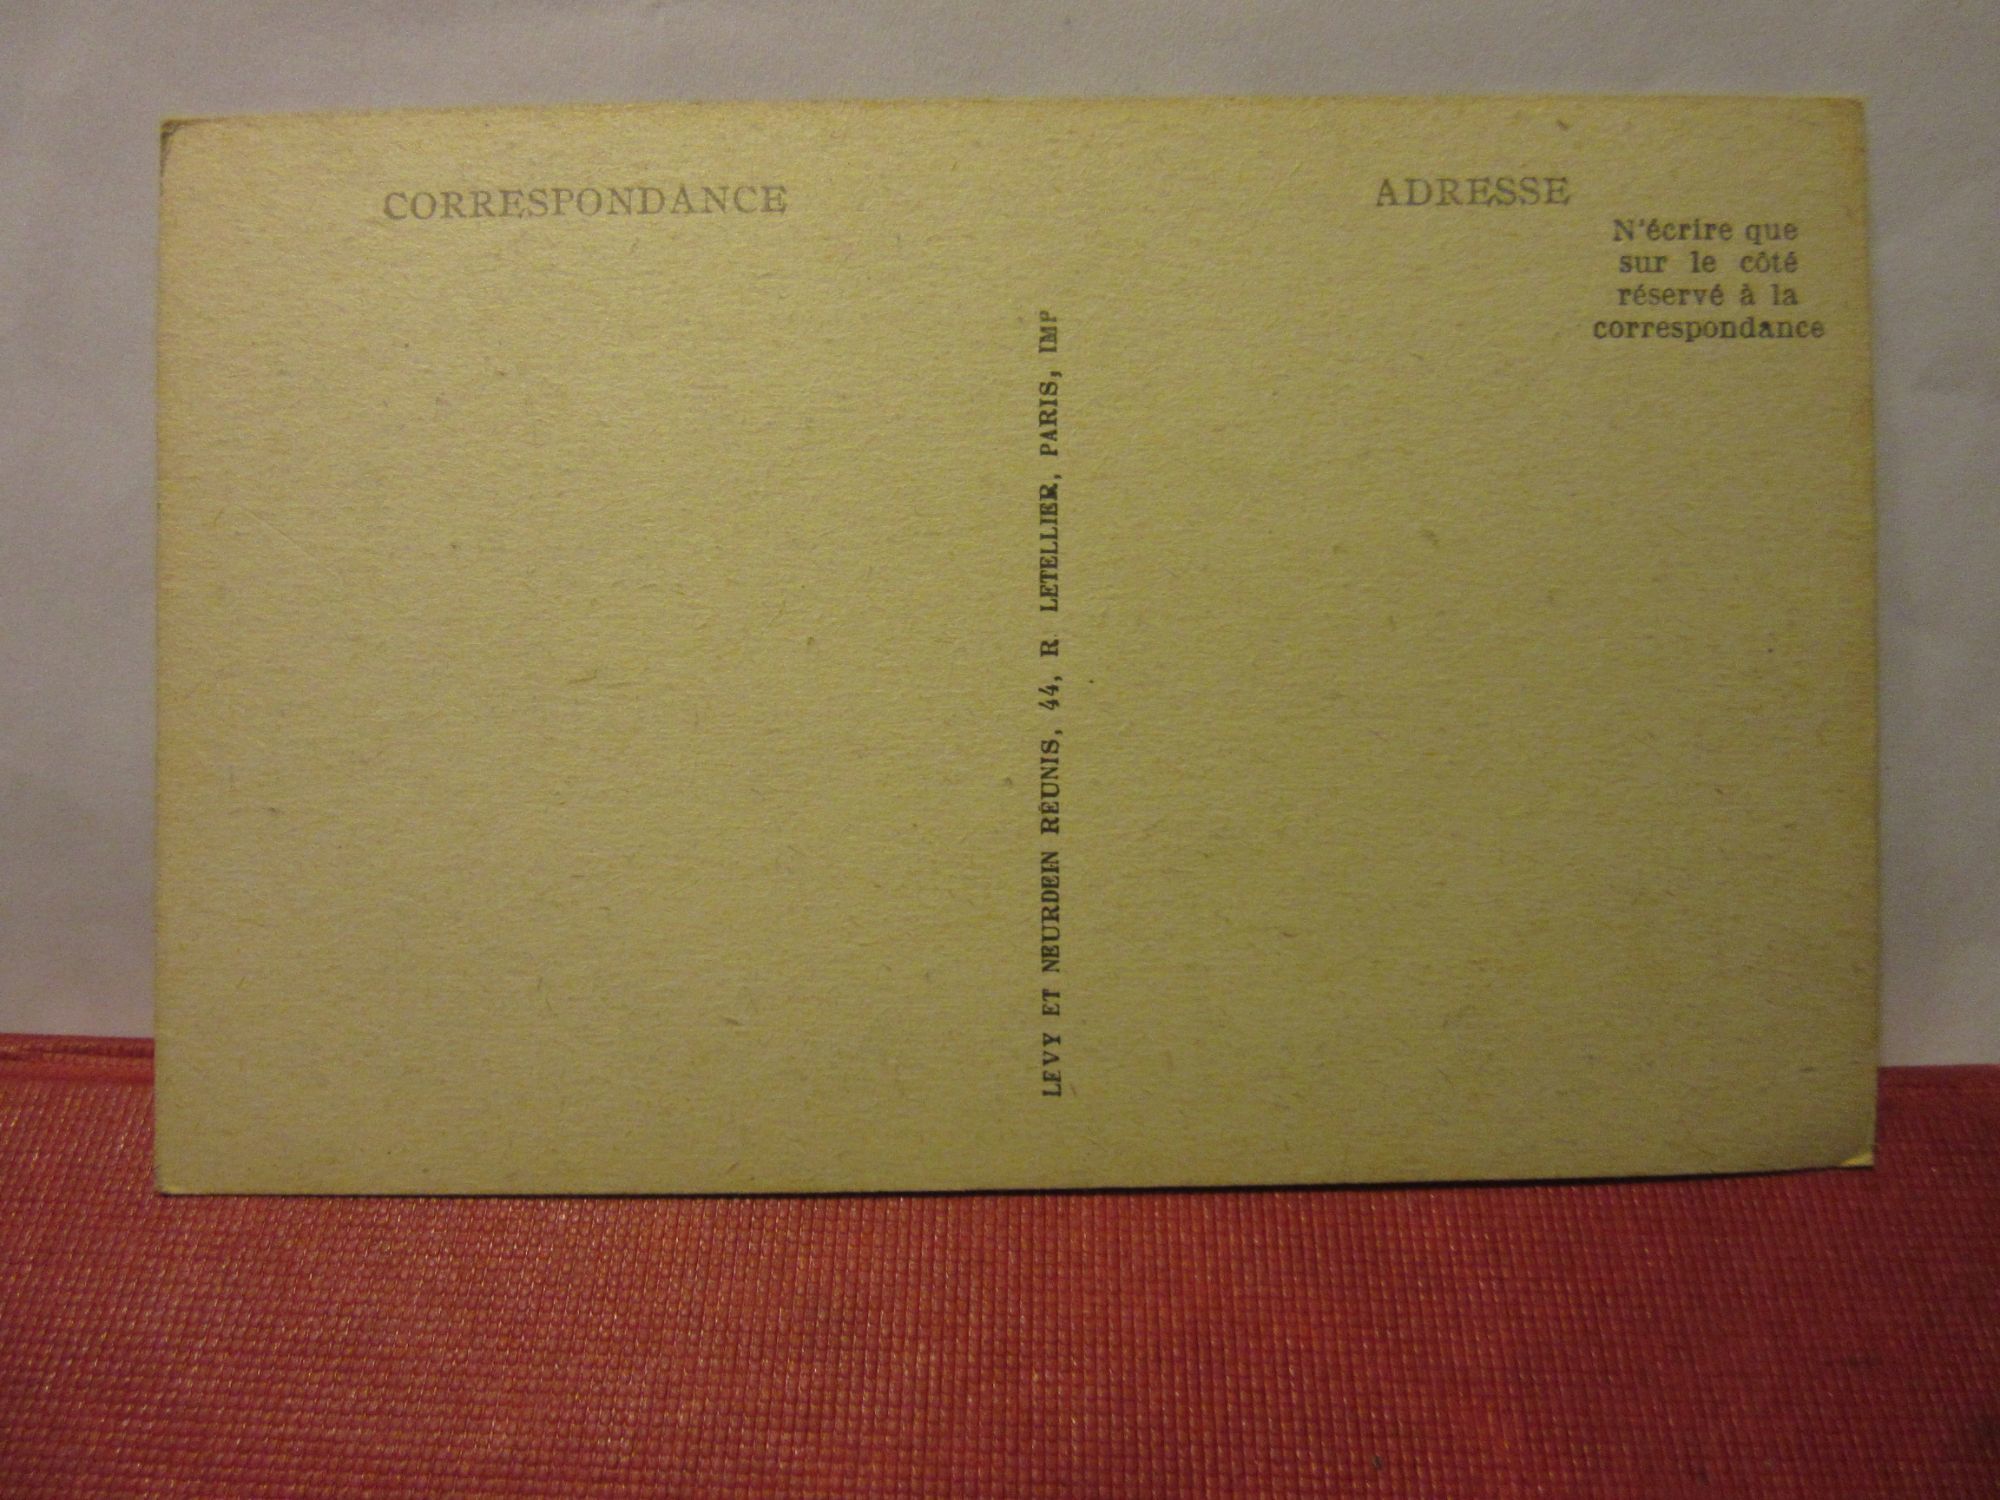 CORRESPONDANCE
LEVY ET NEURDEIN RÉUNIS, 44, R. LETELLIER, PARIS, IMP
ADRESSE
N'écrire que
sur le côté
réservé à la
correspondance